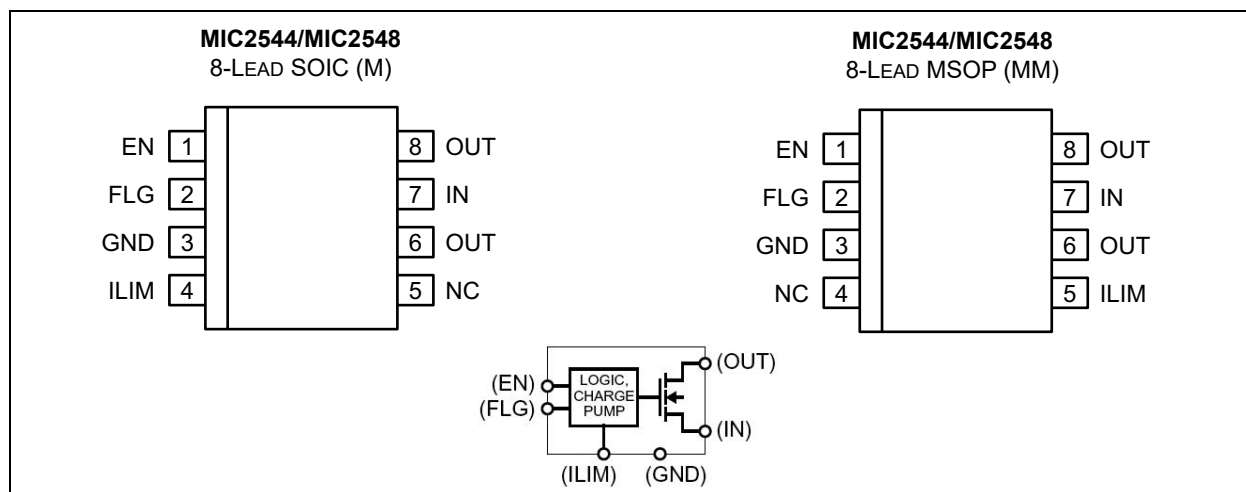 MIC2544/MIC2548
8-LEAD SOIC (M)
EN 1
8 OUT
FLG 2
7 IN
GND 3
6 OUT
ILIM 4
5 NC
MIC2544/MIC2548
8-LEAD MSOP (MM)
EN 1
8 OUT
FLG 2
7 IN
GND 3
6 OUT
NC 4
5 ILIM
(EN)
(FLG)
LOGIC,
CHARGE
PUMP
(OUT)
(IN)
(ILIM)
(GND)